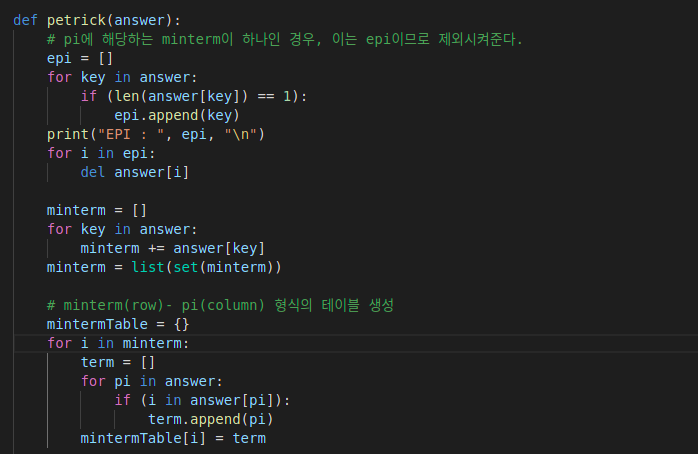 def petrick(answer):
    # pi에 해당하는 minterm이 하나인 경우, 이는 epi이므로 제외시켜준다.
    epi = []
    for key in answer:
        if (len(answer[key]) == 1):
            epi.append(key)
    print("EPI : ", epi, "\n")
    for i in epi:
        del answer[i]

    minterm = []
    for key in answer:
        minterm += answer[key]
    minterm = list(set(minterm))

    # minterm(row)- pi(column) 형식의 테이블 생성
    mintermTable = {}
    for i in minterm:
        term = []
        for pi in answer:
            if (i in answer[pi]):
                term.append(pi)
        mintermTable[i] = term